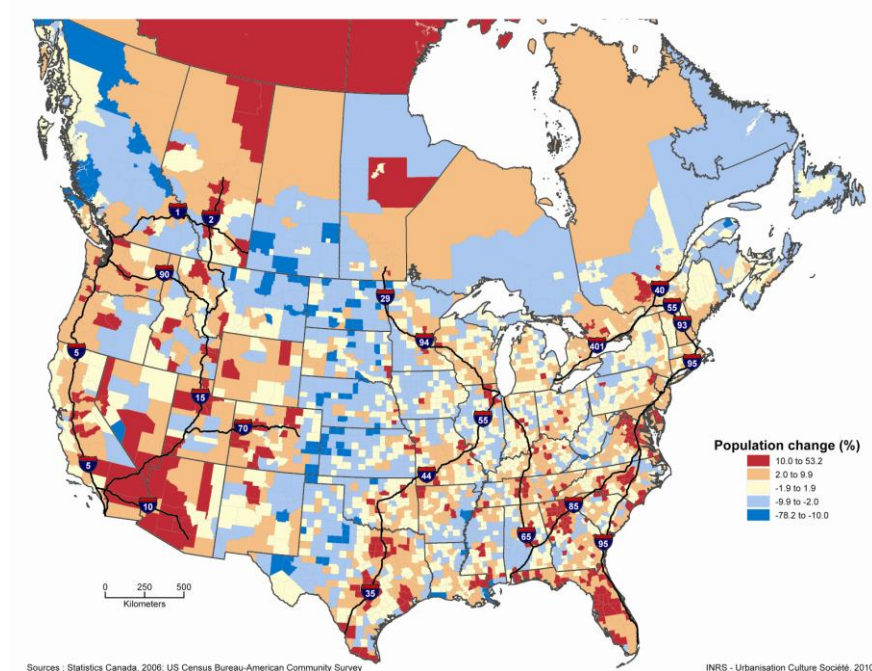 1
2
90
29
40
55
93
94
401
95
5
15
55
70
44
5
10
85
65
95
35
Population change (%)
10.0 to 53.2
2.0 to 9.9
-1.9 to 1.9
-9.9 to -2.0
-78.2 to -10.0
0 250 500
Kilometers
Sources : Statistics Canada, 2006; US Census Bureau-American Community Survey
INRS - Urbanisation Culture Société, 2010